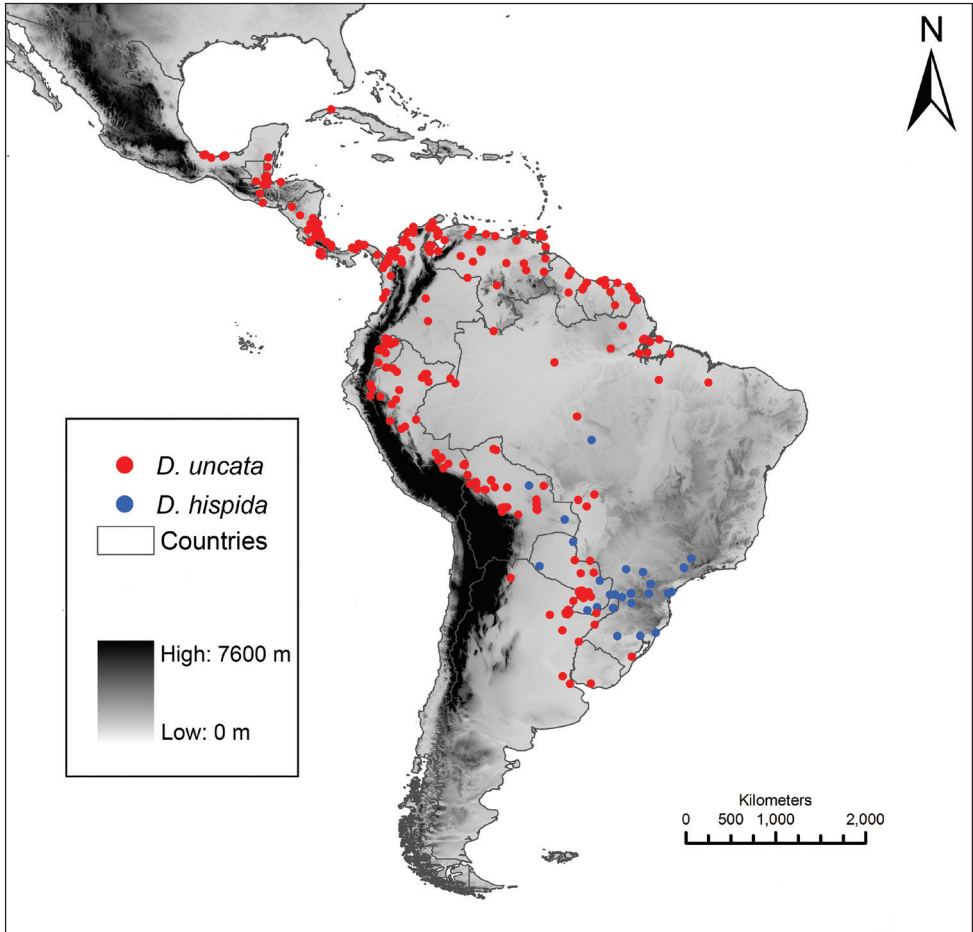 N
D. uncata
D. hispida
Countries
High: 7600 m
Low: 0 m
Kilometers
0 500 1,000 2,000